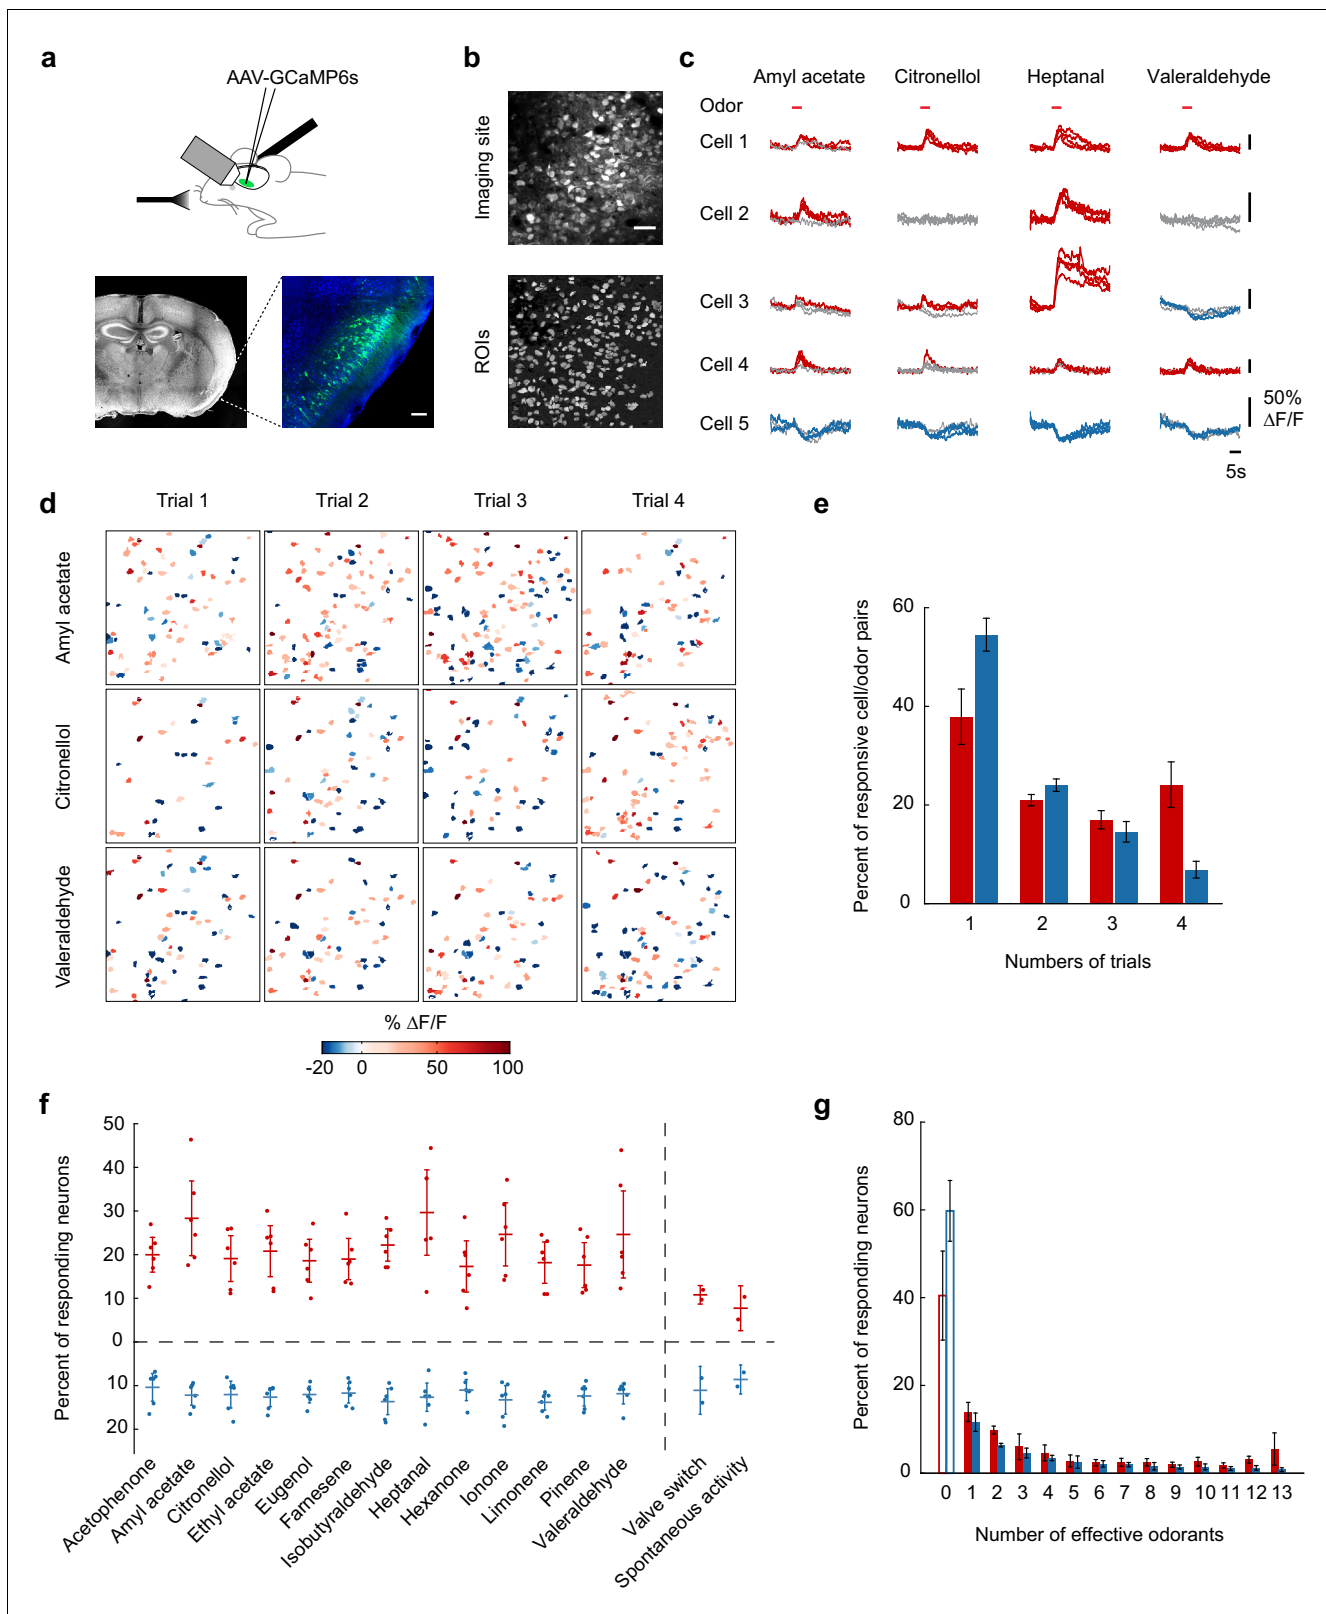 a
AAV-GCaMP6s
b
Imaging site
ROIs
c
Amyl acetate Citronellol Heptanal Valeraldehyde
Odor
Cell 1
Cell 2
Cell 3
Cell 4
Cell 5
50%
ΔF/F
5s
d
Trial 1 Trial 2 Trial 3 Trial 4
Amyl acetate
Citronellol
Valeraldehyde
% ΔF/F
-20 0 50 100
e
Percent of responsive cell/odor pairs
60
40
20
0
1 2 3 4
Numbers of trials
f
Percent of responding neurons
50
40
30
20
10
0
10
20
Acetophenone
Amyl acetate
Citronellol
Ethyl acetate
Eugenol
Farnesene
Isobutyraldehyde
Heptanal
Hexanone
Ionone
Limonene
Pinene
Valeraldehyde
Valve switch
Spontaneous activity
g
Percent of responding neurons
80
60
40
20
0
0 1 2 3 4 5 6 7 8 9 10 11 12 13
Number of effective odorants